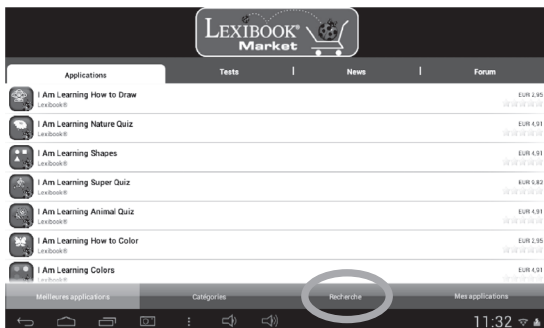 LEXIBOOK®
Market
Applications Tests | News | Forum
I Am Learning How to Draw EUR 2,95
Lexibook®
I Am Learning Nature Quiz EUR 4,91
Lexibook®
I Am Learning Shapes EUR 4,91
Lexibook®
I Am Learning Super Quiz EUR 6,83
Lexibook®
I Am Learning Animal Quiz EUR 4,91
Lexibook®
I Am Learning How to Color EUR 2,95
Lexibook®
I Am Learning Colors EUR 4,91
Lexibook®
Meilleures applications Catégories Recherche Mes applications
11:32